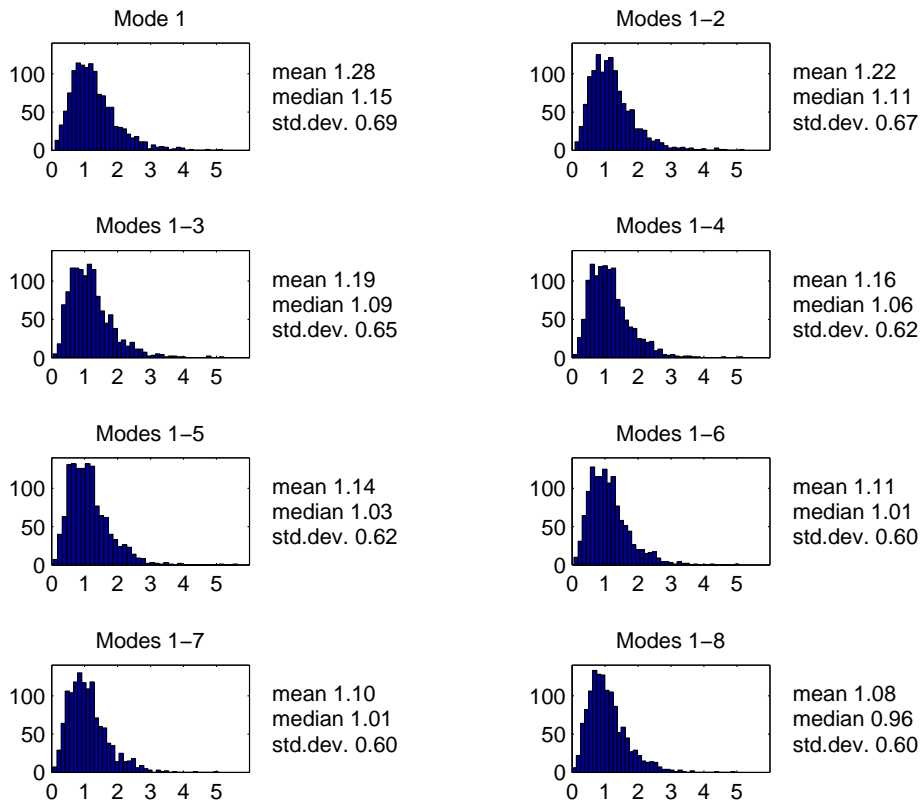 Mode 1
100
50
0
0 1 2 3 4 5
mean 1.28
median 1.15
std.dev. 0.69
Modes 1−2
100
50
0
0 1 2 3 4 5
mean 1.22
median 1.11
std.dev. 0.67
Modes 1−3
100
50
0
0 1 2 3 4 5
mean 1.19
median 1.09
std.dev. 0.65
Modes 1−4
100
50
0
0 1 2 3 4 5
mean 1.16
median 1.06
std.dev. 0.62
Modes 1−5
100
50
0
0 1 2 3 4 5
mean 1.14
median 1.03
std.dev. 0.62
Modes 1−6
100
50
0
0 1 2 3 4 5
mean 1.11
median 1.01
std.dev. 0.60
Modes 1−7
100
50
0
0 1 2 3 4 5
mean 1.10
median 1.01
std.dev. 0.60
Modes 1−8
100
50
0
0 1 2 3 4 5
mean 1.08
median 0.96
std.dev. 0.60